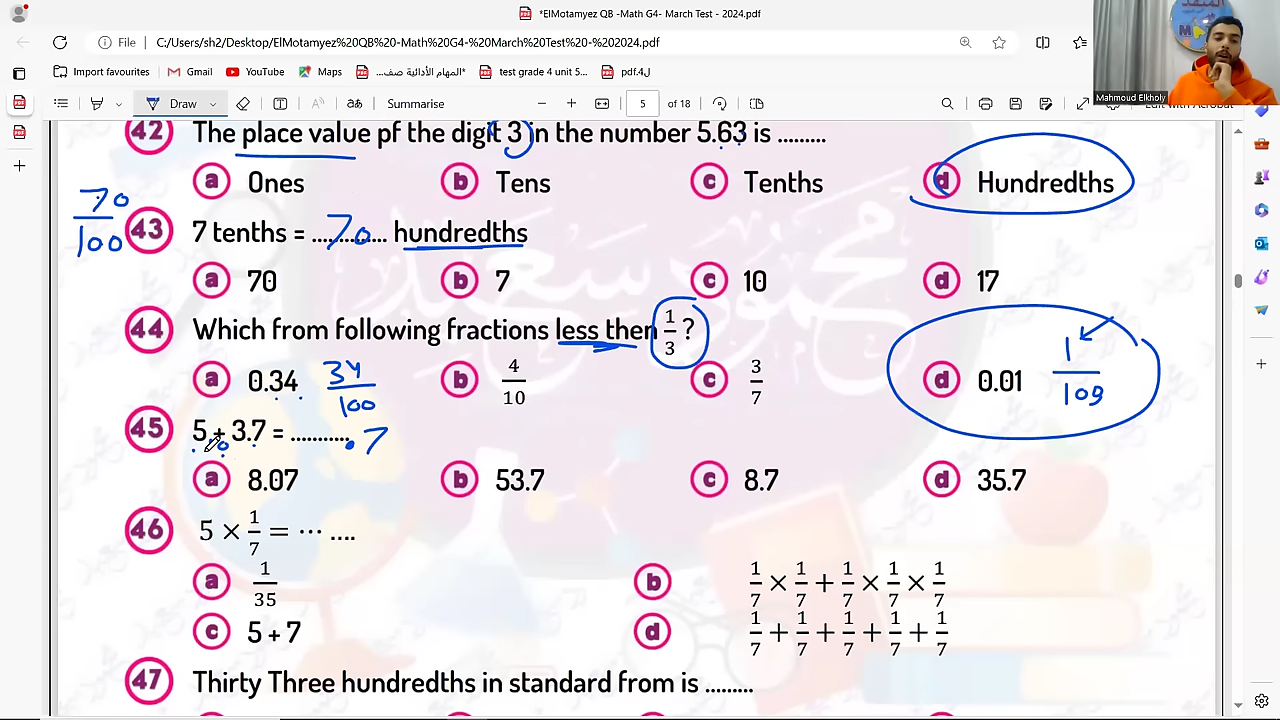 *ElMotamyez QB -Math G4- March Test - 2024.pdf
File C:/Users/sh2/Desktop/ElMotamyez%20QB%20-%20Math%20G4-%20March%20Test%20-%202024.pdf
Import favourites Gmail YouTube Maps المهام الأدائية صف... test grade 4 unit 5... ل4.pdf
Draw Summarise 5 of 18 Edit with Acrobat
Mahmoud Elkholy
42 The place value pf the digit 3 in the number 5.63 is .........
a Ones b Tens c Tenths d Hundredths
70/100
43 7 tenths = ....70.... hundredths
a 70 b 7 c 10 d 17
44 Which from following fractions less then 1/3 ?
a 0.34 34/100 b 4/10 c 3/7 d 0.01 1/100
45 5 + 3.7 = ........... .7
a 8.07 b 53.7 c 8.7 d 35.7
46 5 × 1/7 = ... ....
a 1/35 b 1/7 × 1/7 + 1/7 × 1/7 × 1/7
c 5 + 7 d 1/7 + 1/7 + 1/7 + 1/7 + 1/7
47 Thirty Three hundredths in standard from is .........